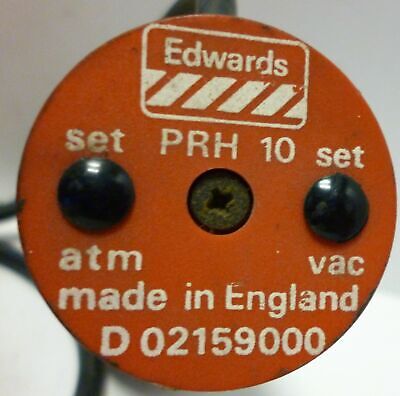 Edwards
set PRH 10 set
atm vac
made in England
D 02159000